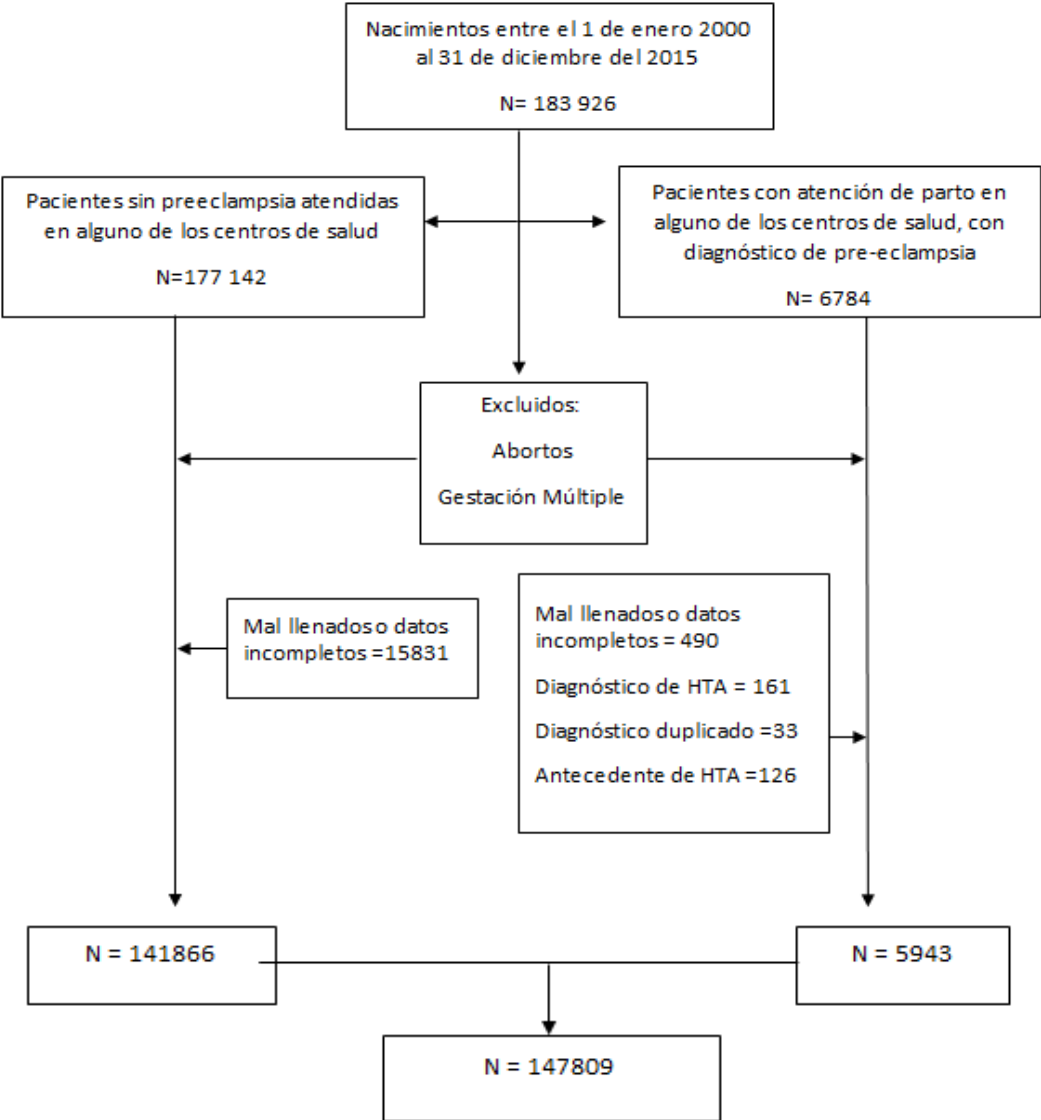 Nacimientos entre el 1 de enero 2000
al 31 de diciembre del 2015
N= 183 926
Pacientes sin preeclampsia atendidas
en alguno de los centros de salud
N=177 142
Pacientes con atención de parto en
alguno de los centros de salud, con
diagnóstico de pre-eclampsia
N= 6784
Excluidos:
Abortos
Gestación Múltiple
Mal llenados o datos
incompletos =15831
Mal llenados o datos
incompletos = 490
Diagnóstico de HTA = 161
Diagnóstico duplicado =33
Antecedente de HTA =126
N = 141866
N = 5943
N = 147809